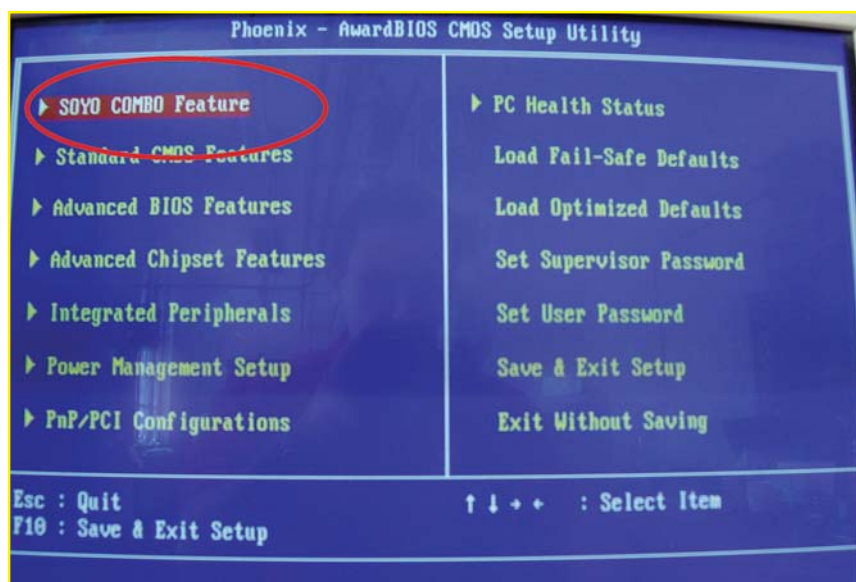 Phoenix - AwardBIOS CMOS Setup Utility
▶ SOYO COMBO Feature
▶ Standard CMOS Features
▶ Advanced BIOS Features
▶ Advanced Chipset Features
▶ Integrated Peripherals
▶ Power Management Setup
▶ PnP/PCI Configurations
▶ PC Health Status
Load Fail-Safe Defaults
Load Optimized Defaults
Set Supervisor Password
Set User Password
Save & Exit Setup
Exit Without Saving
Esc : Quit
F10 : Save & Exit Setup
↑ ↓ → ← : Select Item